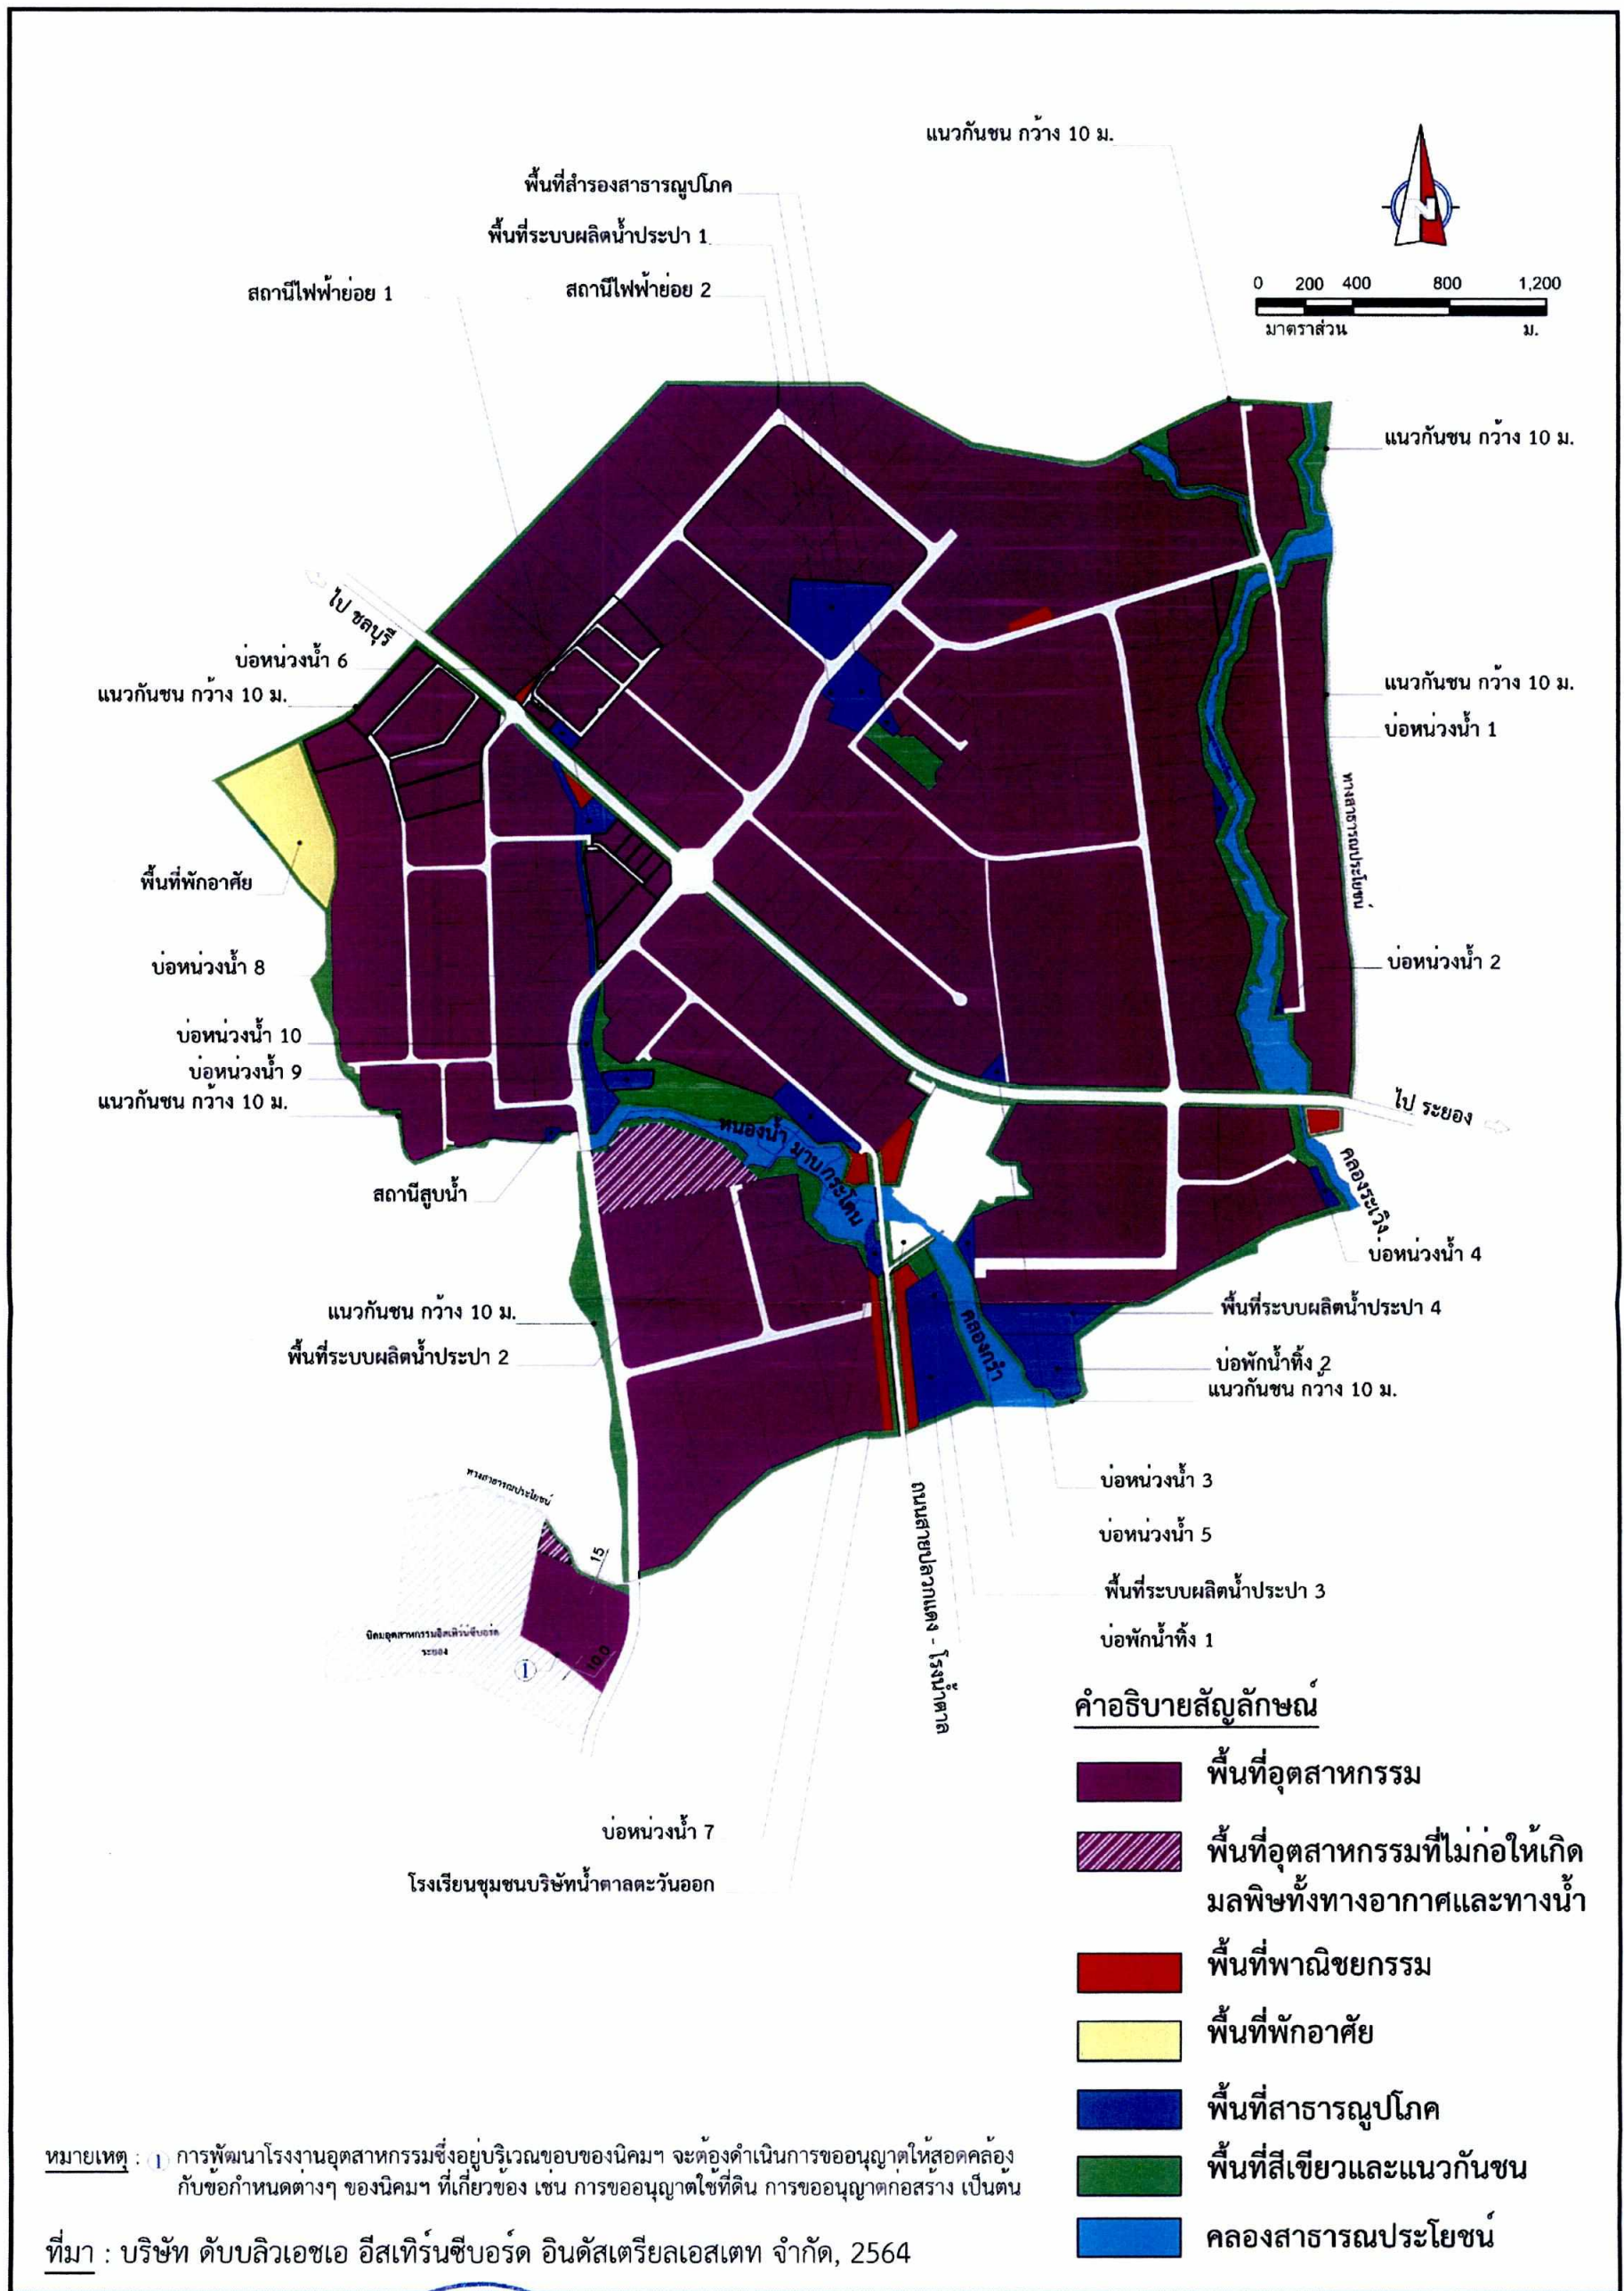 แนวกันชน กว้าง 10 ม.
พื้นที่สำรองสาธารณูปโภค
พื้นที่ระบบผลิตน้ำประปา 1
สถานีไฟฟ้าย่อย 1
สถานีไฟฟ้าย่อย 2
N
0 200 400 800 1,200
มาตราส่วน ม.
แนวกันชน กว้าง 10 ม.
ไป ชลบุรี
บ่อหน่วงน้ำ 6
แนวกันชน กว้าง 10 ม.
แนวกันชน กว้าง 10 ม.
บ่อหน่วงน้ำ 1
ทางสาธารณประโยชน์
พื้นที่พักอาศัย
บ่อหน่วงน้ำ 8
บ่อหน่วงน้ำ 2
บ่อหน่วงน้ำ 10
บ่อหน่วงน้ำ 9
แนวกันชน กว้าง 10 ม.
ไป ระยอง
หนองน้ำ มาบกระโดน
คลองระเวิง
สถานีสูบน้ำ
บ่อหน่วงน้ำ 4
แนวกันชน กว้าง 10 ม.
พื้นที่ระบบผลิตน้ำประปา 4
พื้นที่ระบบผลิตน้ำประปา 2
คลองกรำ
บ่อพักน้ำทิ้ง 2
แนวกันชน กว้าง 10 ม.
บ่อหน่วงน้ำ 3
ทางสาธารณประโยชน์
15
บ่อหน่วงน้ำ 5
ถนนสายปลวกแดง - โรงน้ำตาล
พื้นที่ระบบผลิตน้ำประปา 3
นิคมอุตสาหกรรมอีสเทิร์นซีบอร์ด
ระยอง
บ่อพักน้ำทิ้ง 1
1
10.0
บ่อหน่วงน้ำ 7
โรงเรียนชุมชนบริษัทน้ำตาลตะวันออก
คำอธิบายสัญลักษณ์
พื้นที่อุตสาหกรรม
พื้นที่อุตสาหกรรมที่ไม่ก่อให้เกิด
มลพิษทั้งทางอากาศและทางน้ำ
พื้นที่พาณิชยกรรม
พื้นที่พักอาศัย
พื้นที่สาธารณูปโภค
พื้นที่สีเขียวและแนวกันชน
คลองสาธารณประโยชน์
หมายเหตุ : 1 การพัฒนาโรงงานอุตสาหกรรมซึ่งอยู่บริเวณขอบของนิคมฯ จะต้องดำเนินการขออนุญาตให้สอดคล้อง
กับข้อกำหนดต่างๆ ของนิคมฯ ที่เกี่ยวข้อง เช่น การขออนุญาตใช้ที่ดิน การขออนุญาตก่อสร้าง เป็นต้น
ที่มา : บริษัท ดับบลิวเอชเอ อีสเทิร์นซีบอร์ด อินดัสเตรียลเอสเตท จำกัด, 2564